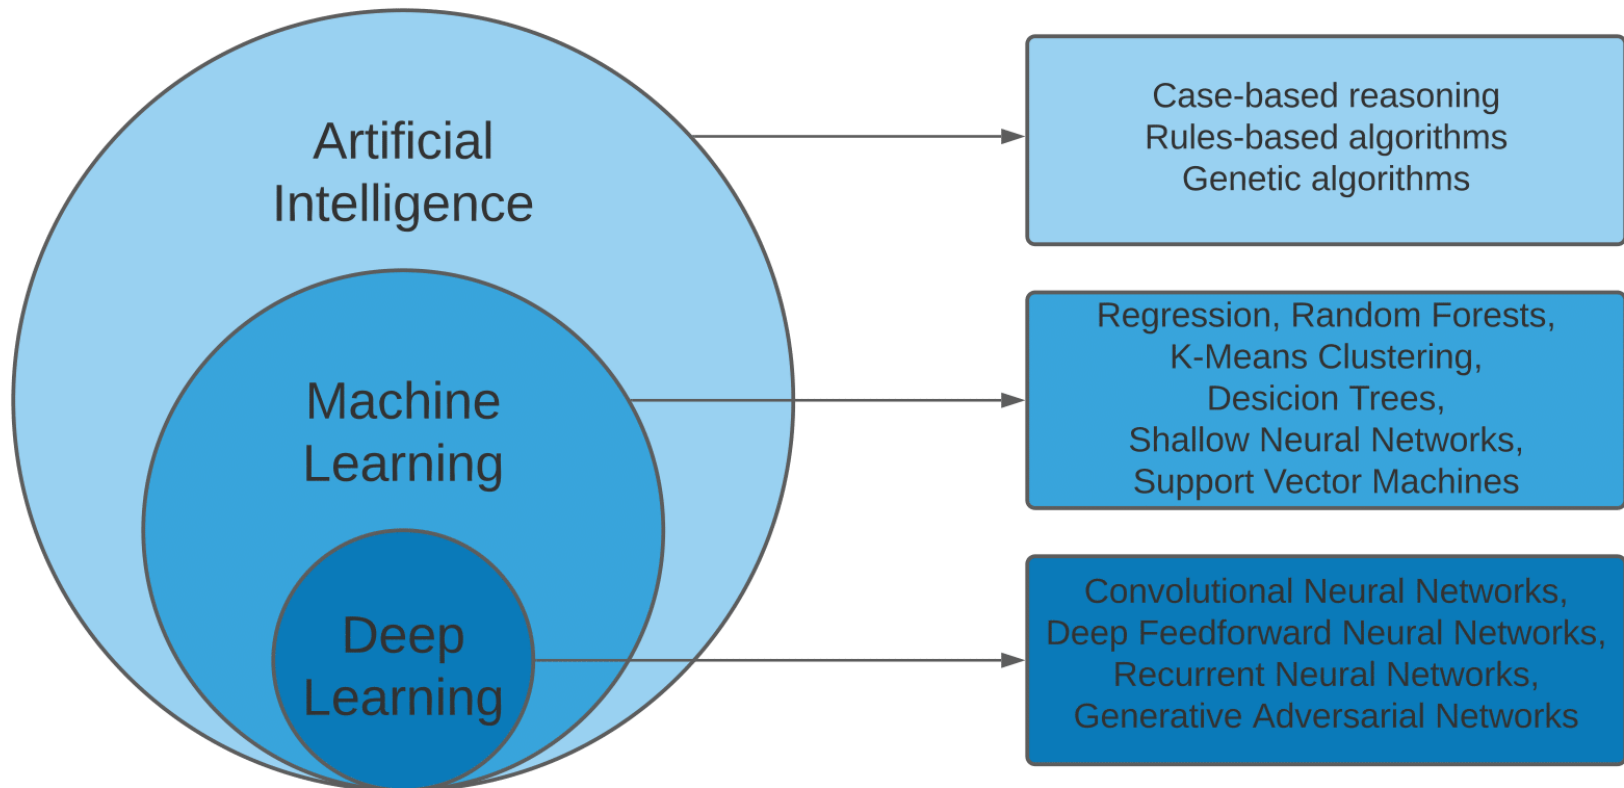 Artificial
Intelligence
Machine
Learning
Deep
Learning
Case-based reasoning
Rules-based algorithms
Genetic algorithms
Regression, Random Forests,
K-Means Clustering,
Desicion Trees,
Shallow Neural Networks,
Support Vector Machines
Convolutional Neural Networks,
Deep Feedforward Neural Networks,
Recurrent Neural Networks,
Generative Adversarial Networks